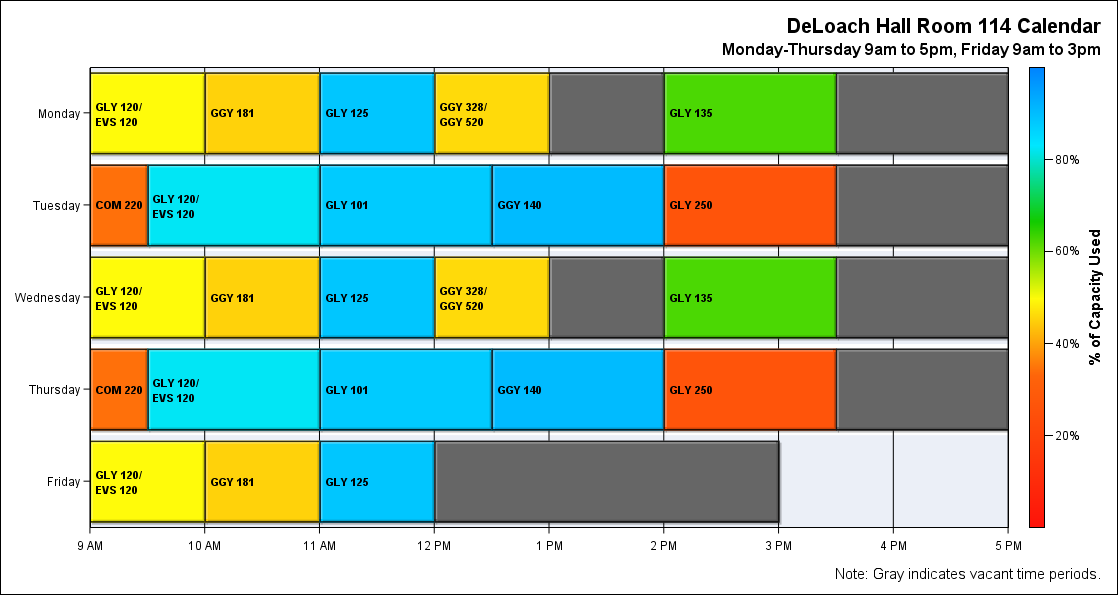 DeLoach Hall Room 114 Calendar
Monday-Thursday 9am to 5pm, Friday 9am to 3pm
Monday
GLY 120/
EVS 120
GGY 181
GLY 125
GGY 328/
GGY 520
GLY 135
Tuesday
COM 220
GLY 120/
EVS 120
GLY 101
GGY 140
GLY 250
Wednesday
GLY 120/
EVS 120
GGY 181
GLY 125
GGY 328/
GGY 520
GLY 135
Thursday
COM 220
GLY 120/
EVS 120
GLY 101
GGY 140
GLY 250
Friday
GLY 120/
EVS 120
GGY 181
GLY 125
9 AM 10 AM 11 AM 12 PM 1 PM 2 PM 3 PM 4 PM 5 PM
80%
60%
40%
20%
% of Capacity Used
Note: Gray indicates vacant time periods.